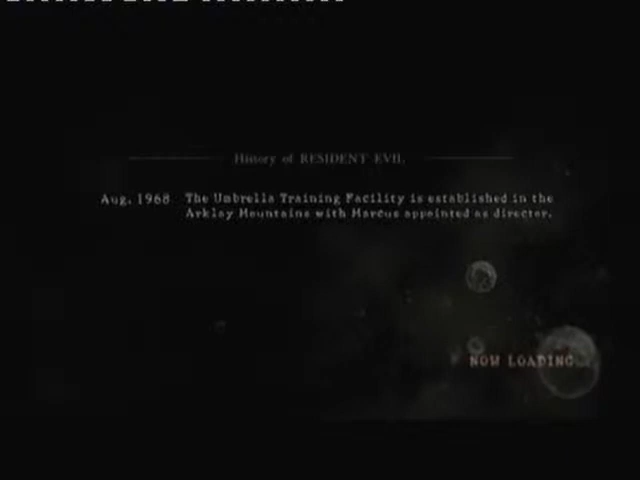 History of RESIDENT EVIL
Aug. 1968 The Umbrella Training Facility is established in the
Arklay Mountains with Marcus appointed as director.
NOW LOADING